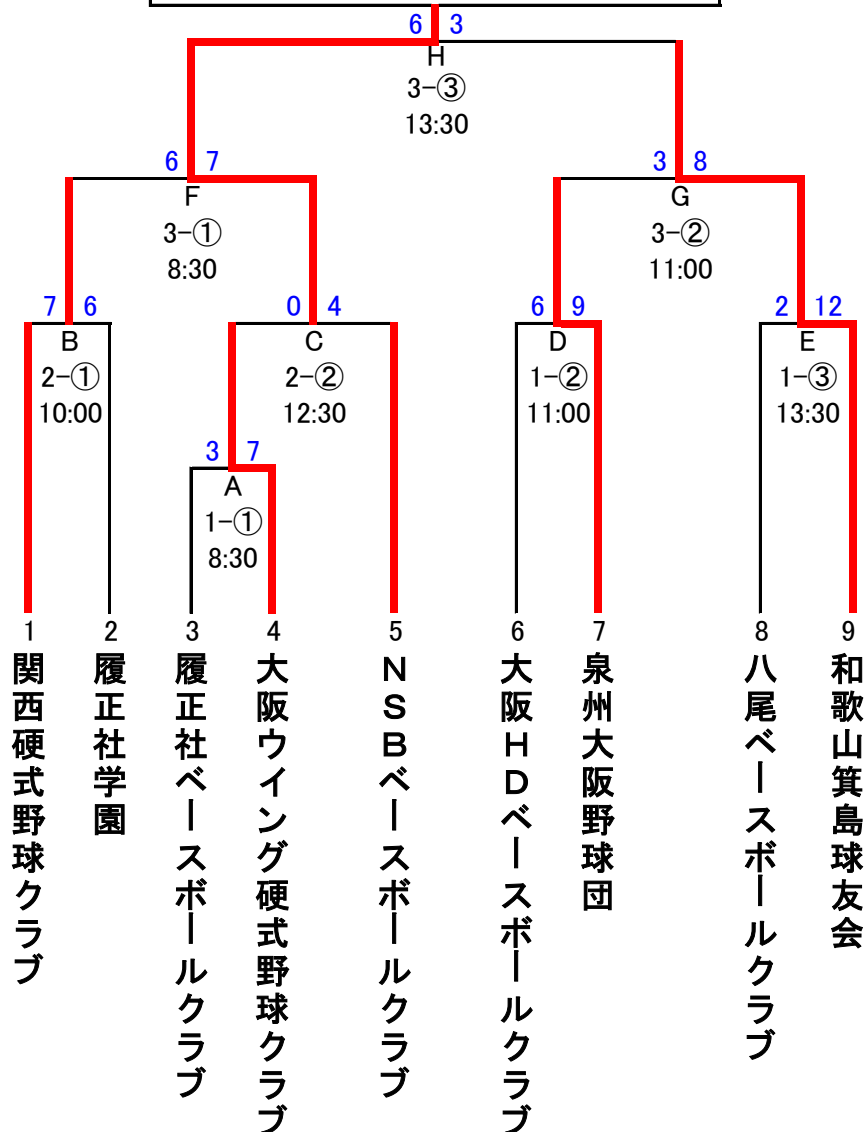 6 3
H
3-③
13:30
6 7
F
3-①
8:30
3 8
G
3-②
11:00
7 6
B
2-①
10:00
0 4
C
2-②
12:30
6 9
D
1-②
11:00
2 12
E
1-③
13:30
3 7
A
1-①
8:30
1
関西硬式野球クラブ
2
履正社学園
3
履正社ベースボールクラブ
4
大阪ウイング硬式野球クラブ
5
NSBベースボールクラブ
6
大阪HDベースボールクラブ
7
泉州大阪野球団
8
八尾ベースボールクラブ
9
和歌山箕島球友会